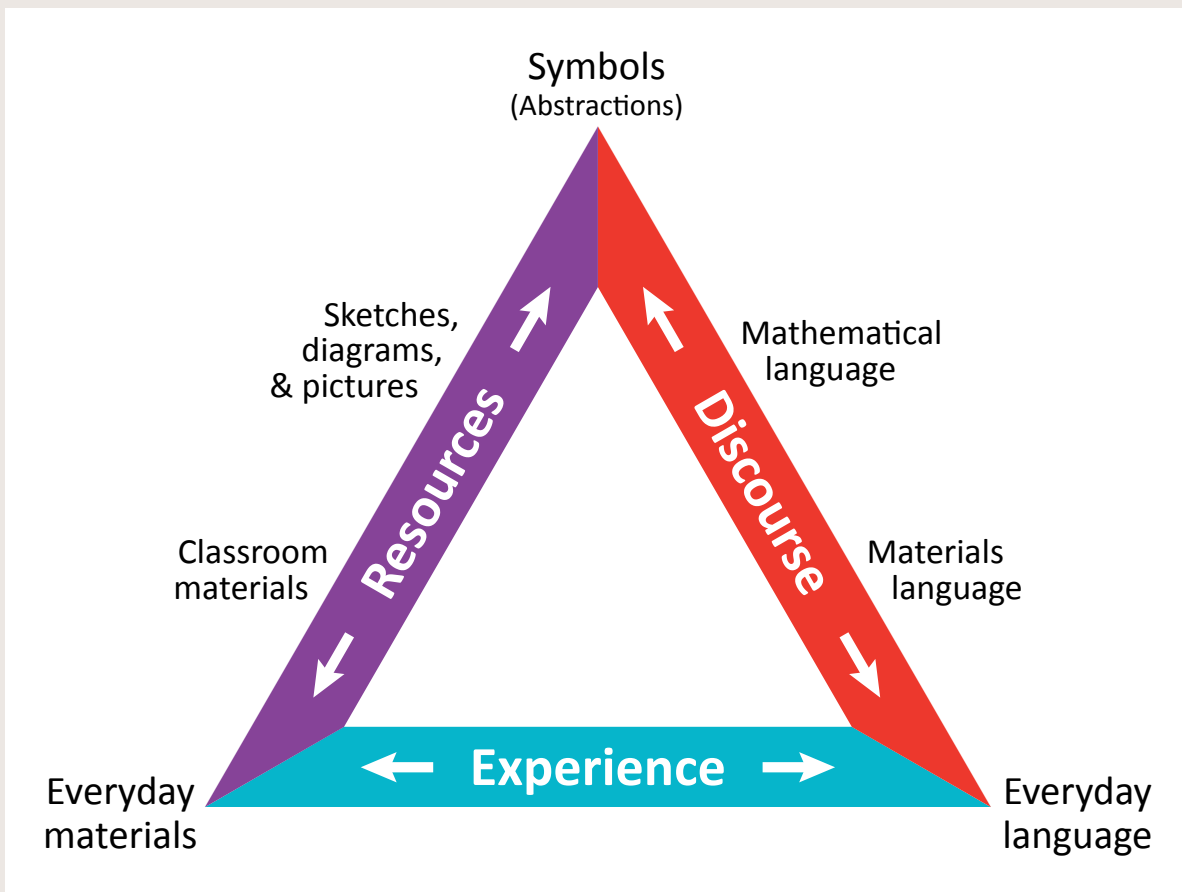 Symbols
(Abstractions)
Sketches,
diagrams,
& pictures
Mathematical
language
Resources
Discourse
Classroom
materials
Materials
language
Experience
Everyday
materials
Everyday
language